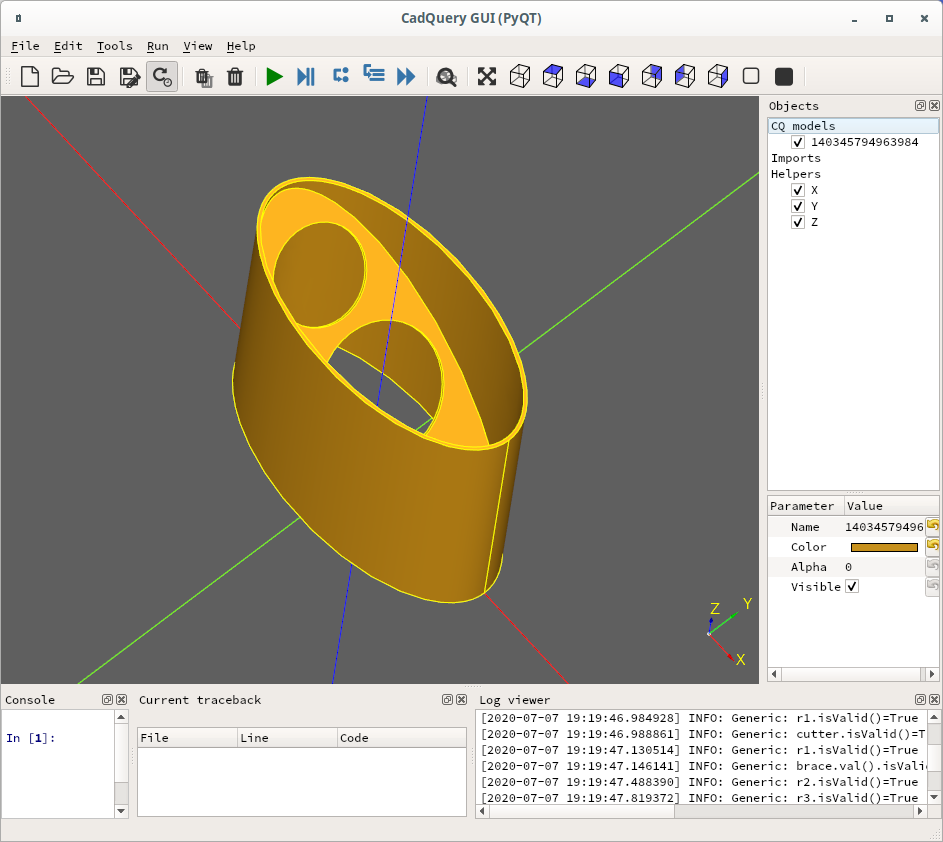 CadQuery GUI (PyQT)
File Edit Tools Run View Help
Objects
CQ models
140345794963984
Imports
Helpers
X
Y
Z
Parameter Value
Name 14034579496
Color
Alpha 0
Visible
Z
Y
X
Console
In [1]:
Current traceback
File Line Code
Log viewer
[2020-07-07 19:19:46.984928] INFO: Generic: r1.isValid()=True
[2020-07-07 19:19:46.988861] INFO: Generic: cutter.isValid()=T
[2020-07-07 19:19:47.130514] INFO: Generic: r1.isValid()=True
[2020-07-07 19:19:47.146141] INFO: Generic: brace.val().isVali
[2020-07-07 19:19:47.488390] INFO: Generic: r2.isValid()=True
[2020-07-07 19:19:47.819372] INFO: Generic: r3.isValid()=True